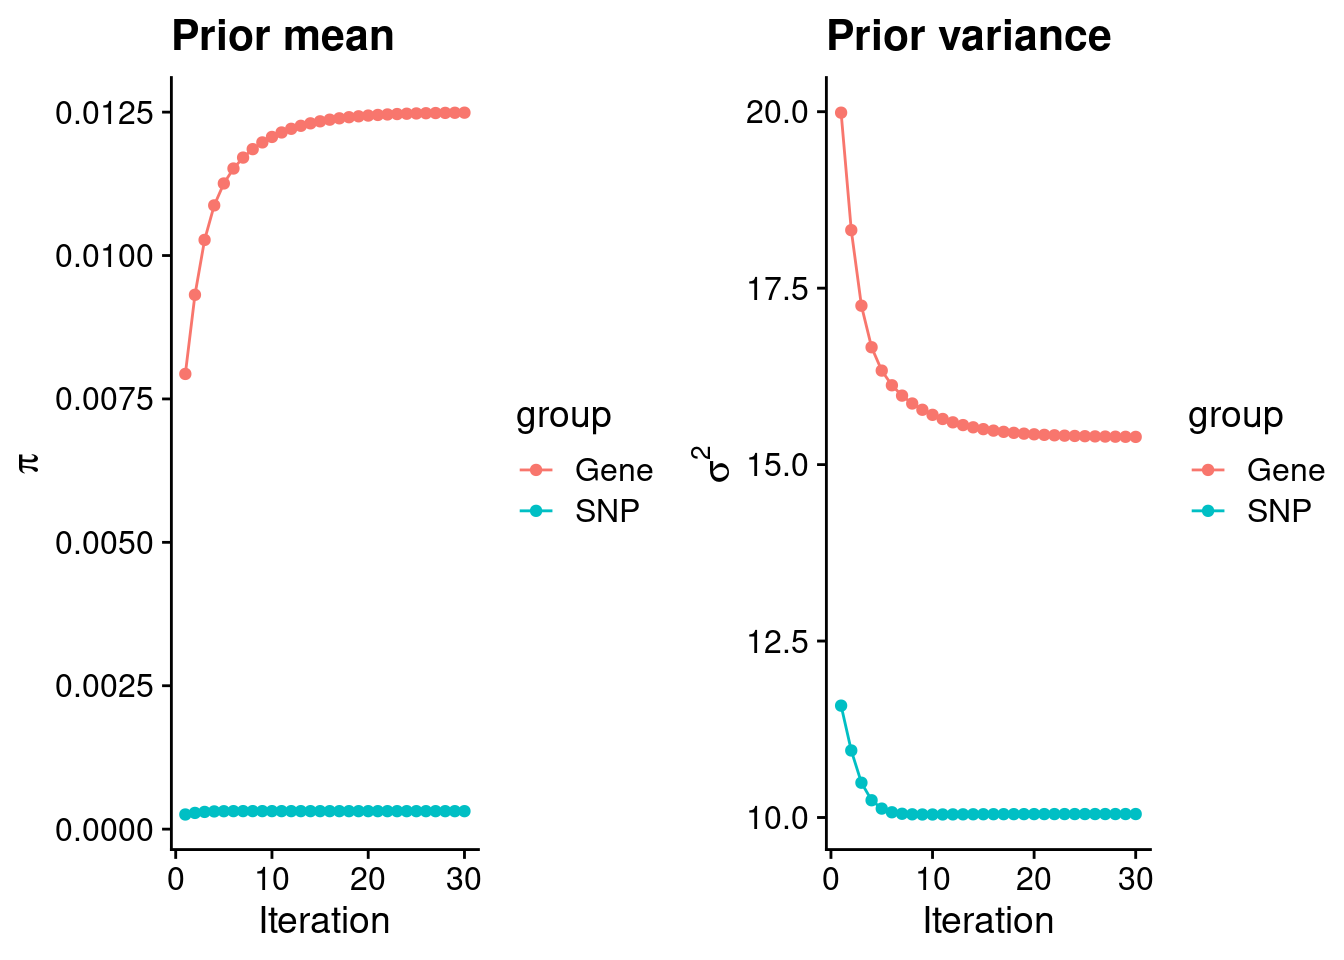 Prior mean
0.0125
0.0100
0.0075
0.0050
0.0025
0.0000
π
0 10 20 30
Iteration
group
Gene
SNP
Prior variance
20.0
17.5
15.0
12.5
10.0
σ²
0 10 20 30
Iteration
group
Gene
SNP